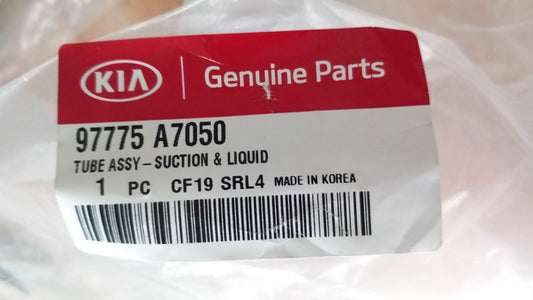 KIA Genuine Parts
97775 A7050
TUBE ASSY-SUCTION & LIQUID
1 PC CF19 SRL4 MADE IN KOREA